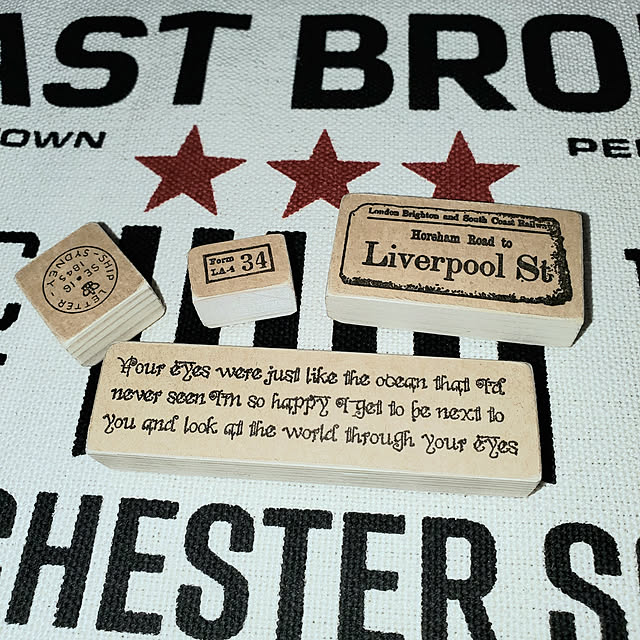 AST BRO
OWN
PE
London Brighton and South Coast Railway
Horeham Road to
Liverpool St
Form
LA-4 34
SHIP LETTER - SYDNEY -
SE 16
1843
Your Eyes were just like the ocean that I'd
never seen I'm so happy I get to be next to
you and look at the world through your Eyes
CHESTER S